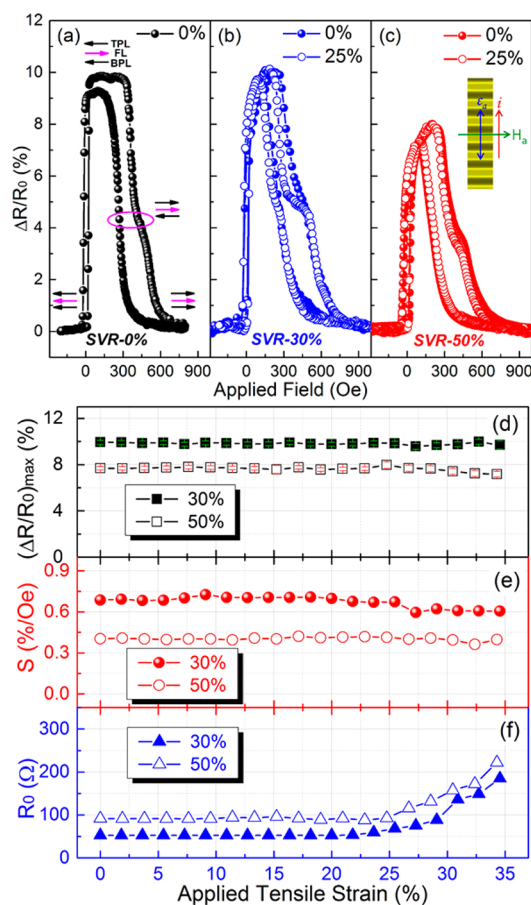 (a)
TPL
FL
BPL
0%
(b)
0%
25%
(c)
0%
25%
12
10
8
6
4
2
0
ΔR/R₀ (%)
εa
i
Ha
SVR-0%
SVR-30%
SVR-50%
0 300 600 900
0 300 600 900
0 300 600 900
Applied Field (Oe)
(d)
12
8
4
0
(ΔR/R0)max (%)
30%
50%
(e)
0.9
0.6
0.3
0.0
S (%/Oe)
30%
50%
(f)
300
200
100
0
R₀ (Ω)
30%
50%
0 5 10 15 20 25 30 35
Applied Tensile Strain (%)